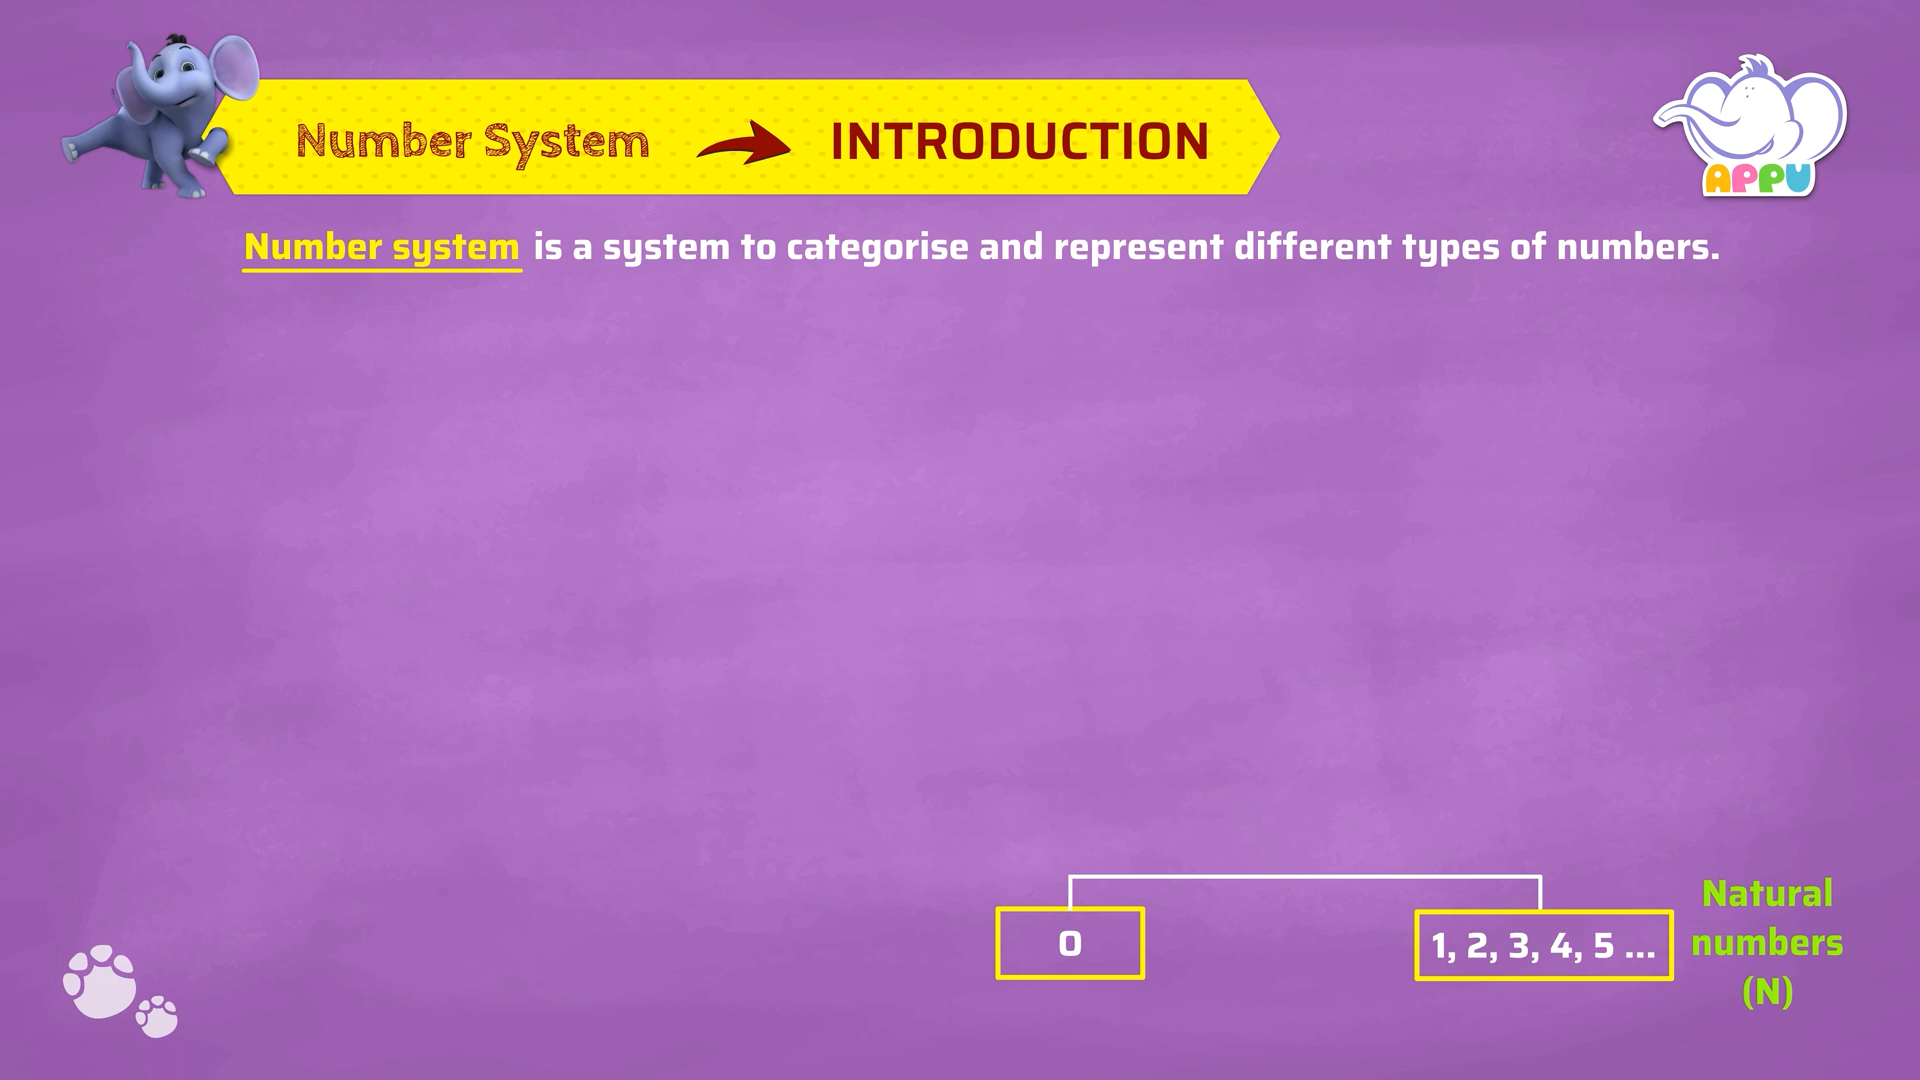 Number System INTRODUCTION
APPU
Number system is a system to categorise and represent different types of numbers.
0
1, 2, 3, 4, 5 ...
Natural
numbers
(N)